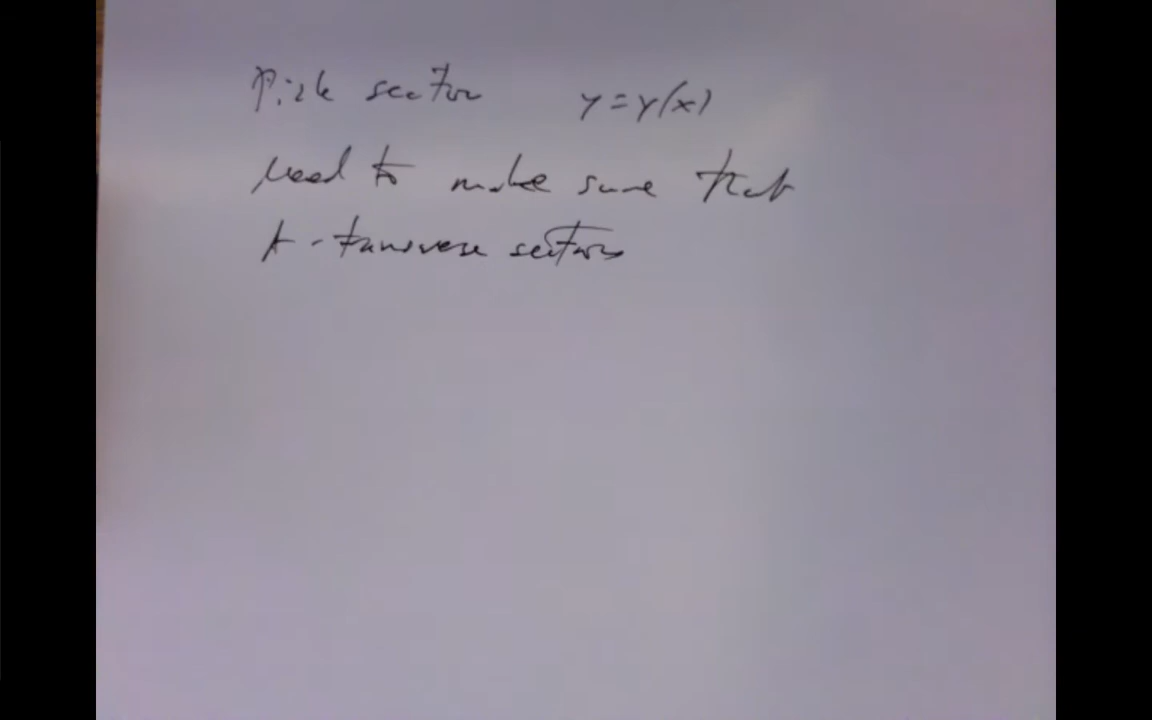 Pick section y = y(x)
need to make sure that
A-transverse sections